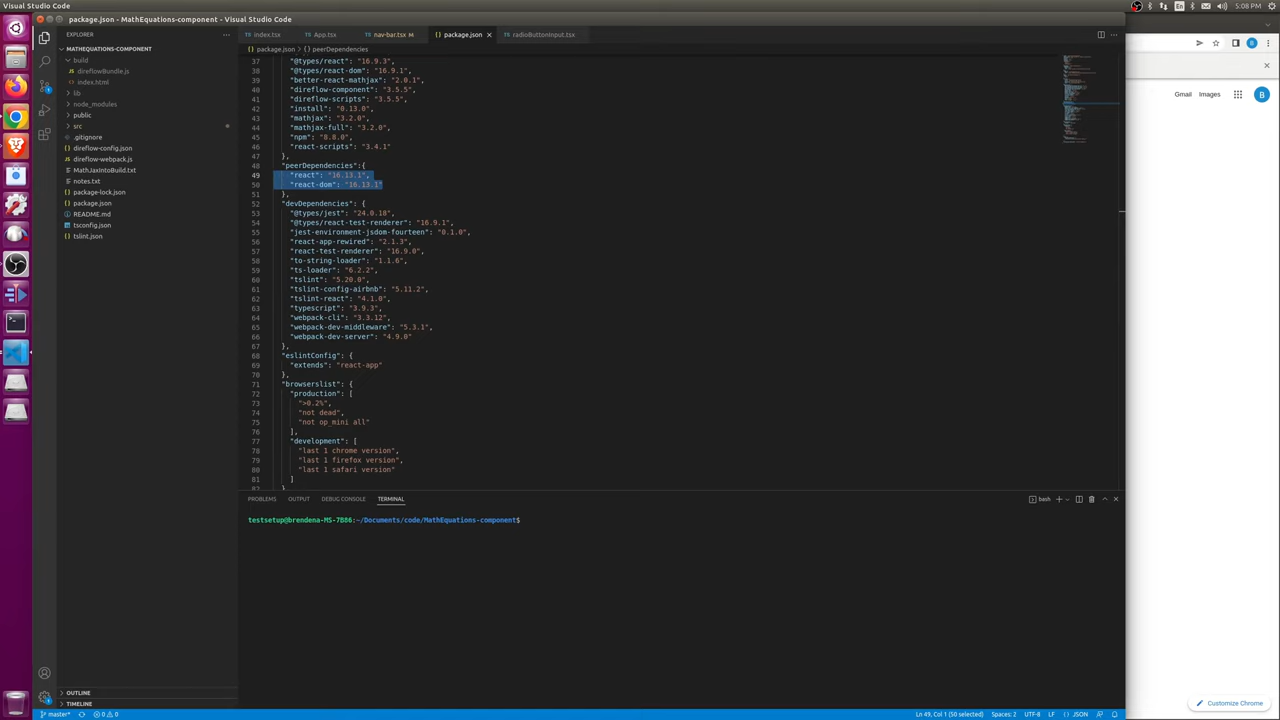 Visual Studio Code
En
5:08 PM
package.json - MathEquations-component - Visual Studio Code
EXPLORER
MATHEQUATIONS-COMPONENT
build
direflowBundle.js
index.html
lib
node_modules
public
src
.gitignore
direflow-config.json
direflow-webpack.js
MathJaxIntoBuild.txt
notes.txt
package-lock.json
package.json
README.md
tsconfig.json
tslint.json
OUTLINE
TIMELINE
index.tsx
App.tsx
nav-bar.tsx M
package.json
radioButtonInput.tsx
package.json > peerDependencies
37 "@types/react": "16.9.3",
38 "@types/react-dom": "16.9.1",
39 "better-react-mathjax": "2.0.1",
40 "direflow-component": "3.5.5",
41 "direflow-scripts": "3.5.5",
42 "install": "0.13.0",
43 "mathjax": "3.2.0",
44 "mathjax-full": "3.2.0",
45 "npm": "8.8.0",
46 "react-scripts": "3.4.1"
47 },
48 "peerDependencies":{
49 "react": "16.13.1",
50 "react-dom": "16.13.1"
51 },
52 "devDependencies": {
53 "@types/jest": "24.0.18",
54 "@types/react-test-renderer": "16.9.1",
55 "jest-environment-jsdom-fourteen": "0.1.0",
56 "react-app-rewired": "2.1.3",
57 "react-test-renderer": "16.9.0",
58 "to-string-loader": "1.1.6",
59 "ts-loader": "6.2.2",
60 "tslint": "5.20.0",
61 "tslint-config-airbnb": "5.11.2",
62 "tslint-react": "4.1.0",
63 "typescript": "3.9.3",
64 "webpack-cli": "3.3.12",
65 "webpack-dev-middleware": "5.3.1",
66 "webpack-dev-server": "4.9.0"
67 },
68 "eslintConfig": {
69 "extends": "react-app"
70 },
71 "browserslist": {
72 "production": [
73 ">0.2%",
74 "not dead",
75 "not op_mini all"
76 ],
77 "development": [
78 "last 1 chrome version",
79 "last 1 firefox version",
80 "last 1 safari version"
81 ]
82 }
PROBLEMS OUTPUT DEBUG CONSOLE TERMINAL
bash
testsetup@brendena-MS-7B86:~/Documents/code/MathEquations-component$
master*
0 0
Ln 49, Col 1 (50 selected) Spaces: 2 UTF-8 LF {} JSON
B
Gmail Images
B
Customize Chrome